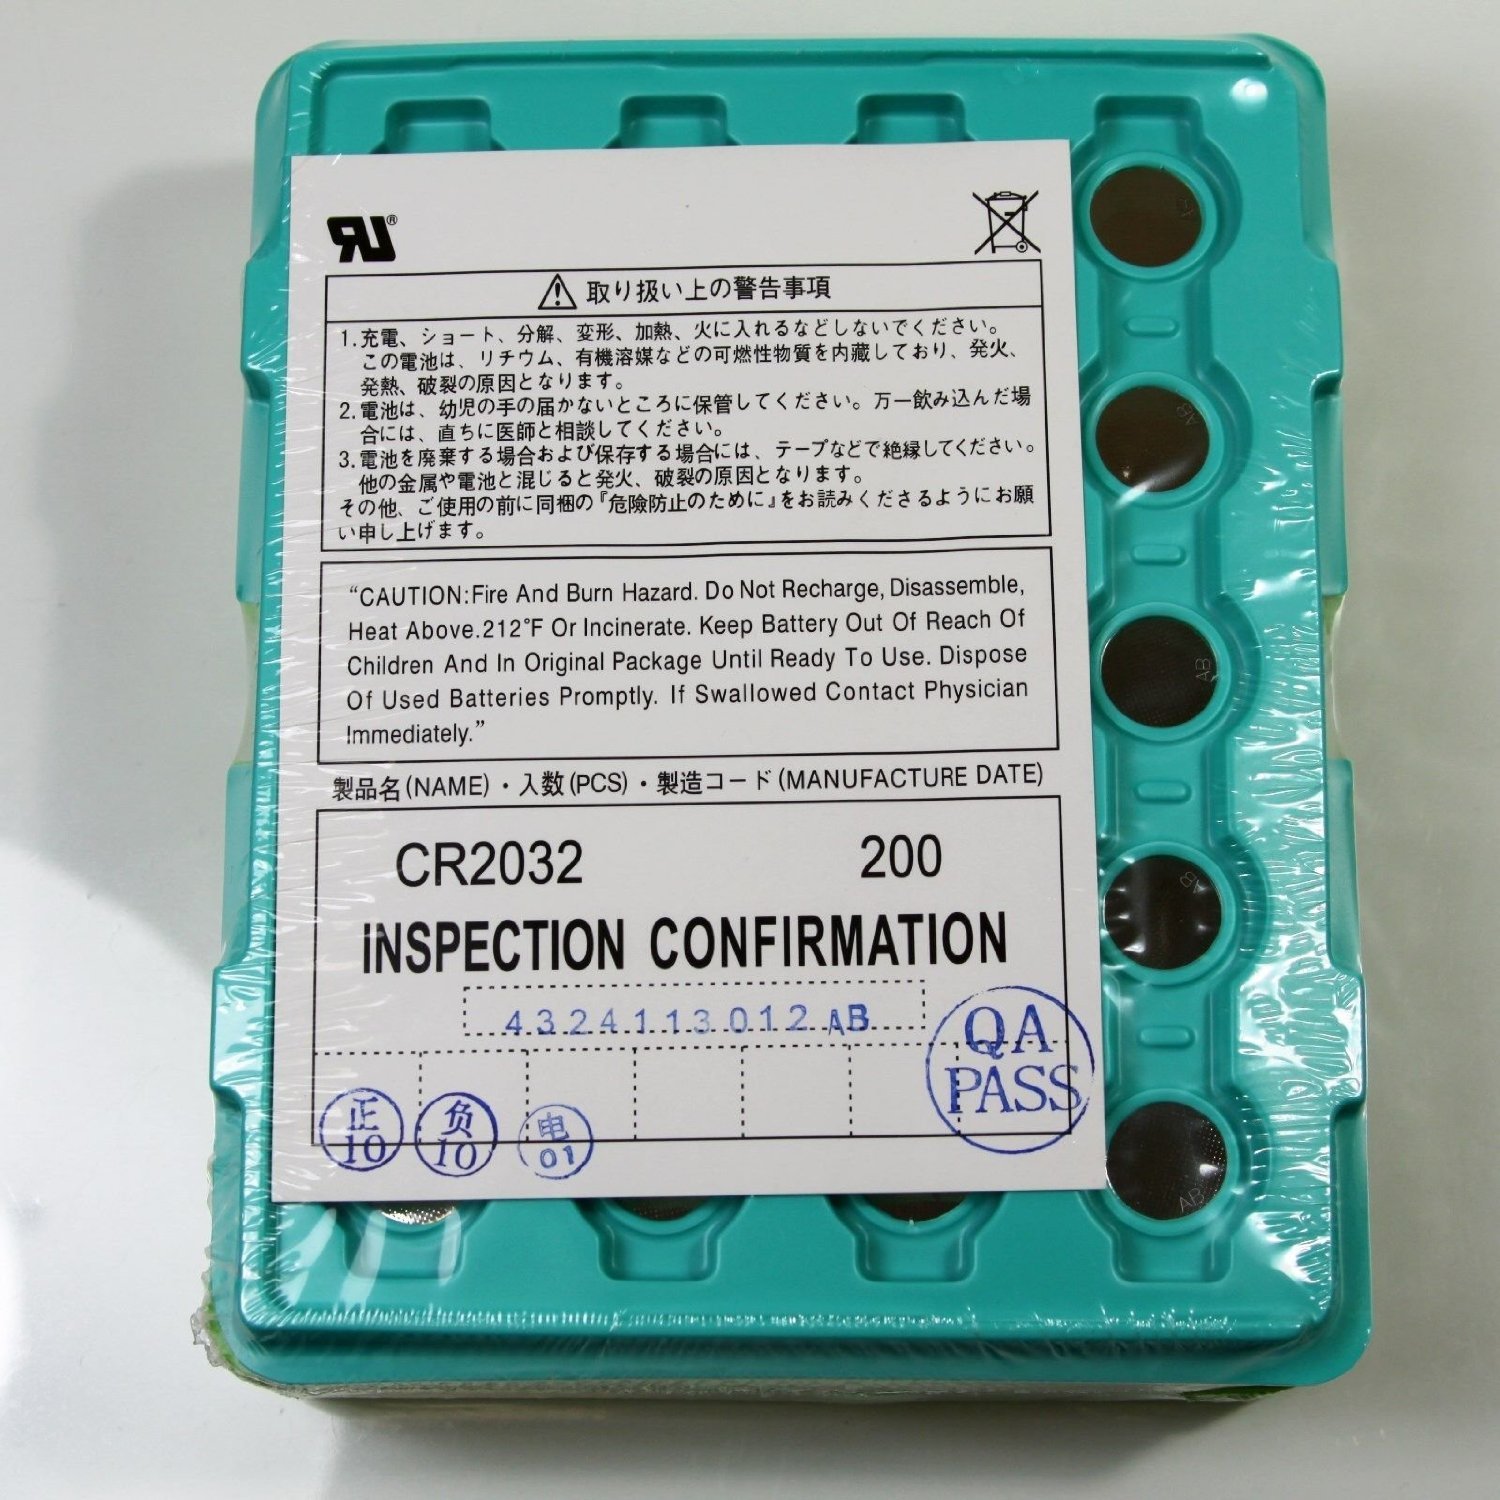 RU®
取り扱い上の警告事項
1.充電、ショート、分解、変形、加熱、火に入れるなどしないでください。
この電池は、リチウム、有機溶媒などの可燃性物質を内蔵しており、発火、
発熱、破裂の原因となります。
2.電池は、幼児の手の届かないところに保管してください。万一飲み込んだ場
合には、直ちに医師と相談してください。
3.電池を廃棄する場合および保存する場合には、テープなどで絶縁してください。
他の金属や電池と混じると発火、破裂の原因となります。
その他、ご使用の前に同梱の『危険防止のために』をお読みくださるようにお願
い申し上げます。
“CAUTION:Fire And Burn Hazard. Do Not Recharge, Disassemble,
Heat Above.212°F Or Incinerate. Keep Battery Out Of Reach Of
Children And In Original Package Until Ready To Use. Dispose
Of Used Batteries Promptly. If Swallowed Contact Physician
Immediately.”
製品名(NAME)・入数(PCS)・製造コード(MANUFACTURE DATE)
CR2032 200
INSPECTION CONFIRMATION
4324113012AB
QA
PASS
正
10
负
10
电
01
AB
AB
AB
AB